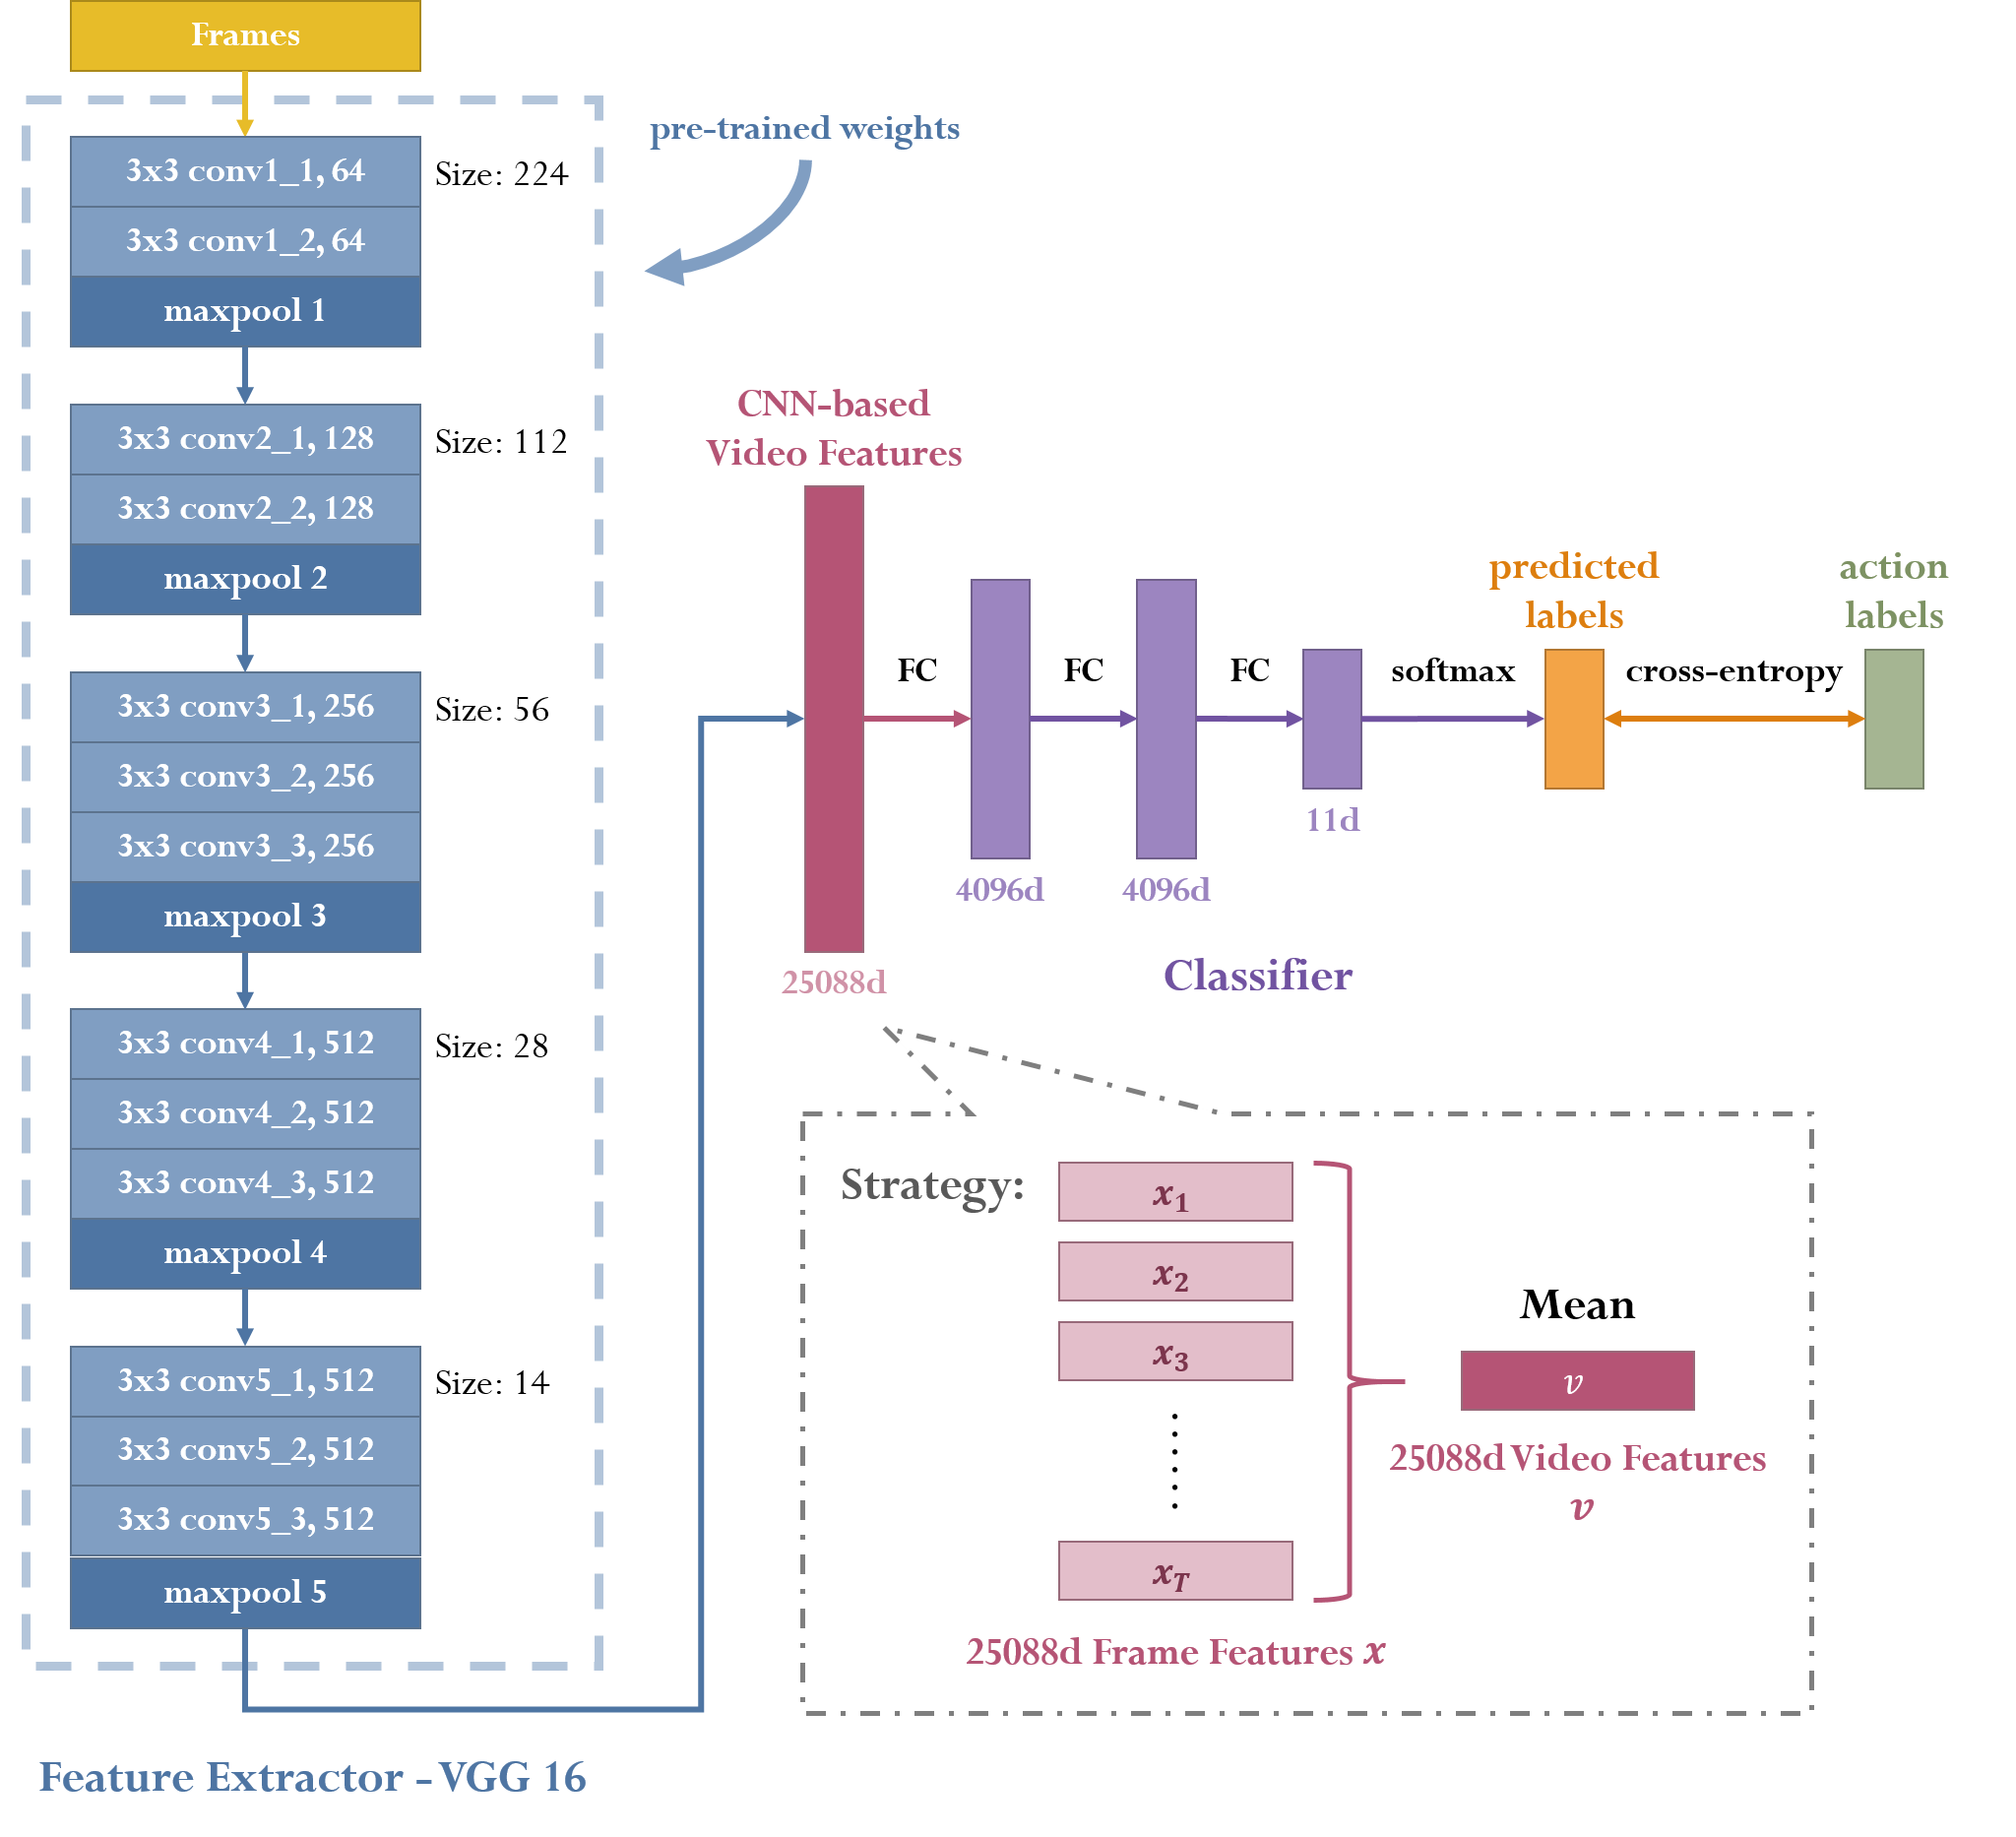 Frames
3x3 conv1_1, 64
Size: 224
3x3 conv1_2, 64
maxpool 1
3x3 conv2_1, 128
Size: 112
3x3 conv2_2, 128
maxpool 2
3x3 conv3_1, 256
Size: 56
3x3 conv3_2, 256
3x3 conv3_3, 256
maxpool 3
3x3 conv4_1, 512
Size: 28
3x3 conv4_2, 512
3x3 conv4_3, 512
maxpool 4
3x3 conv5_1, 512
Size: 14
3x3 conv5_2, 512
3x3 conv5_3, 512
maxpool 5
Feature Extractor - VGG 16
pre-trained weights
CNN-based
Video Features
25088d
FC
4096d
FC
4096d
FC
11d
softmax
predicted
labels
cross-entropy
action
labels
Classifier
Strategy:
x₁
x₂
x₃
x_T
25088d Frame Features x
Mean
v
25088d Video Features
v